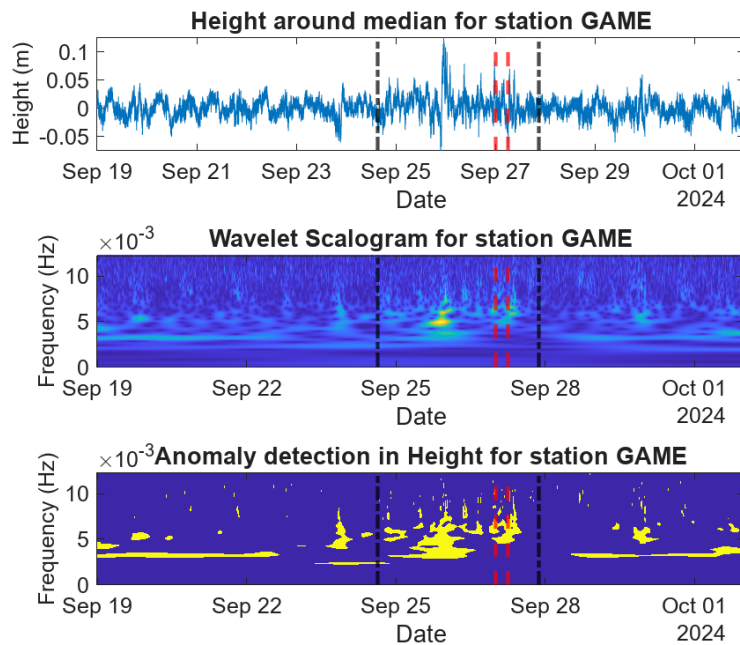 Height around median for station GAME
Height (m)
0.1
0.05
0
-0.05
Sep 19 Sep 21 Sep 23 Sep 25 Sep 27 Sep 29 Oct 01
Date
2024
×10-3
Wavelet Scalogram for station GAME
Frequency (Hz)
10
5
0
Sep 19 Sep 22 Sep 25 Sep 28 Oct 01
Date
2024
×10-3
Anomaly detection in Height for station GAME
Frequency (Hz)
10
5
0
Sep 19 Sep 22 Sep 25 Sep 28 Oct 01
Date
2024